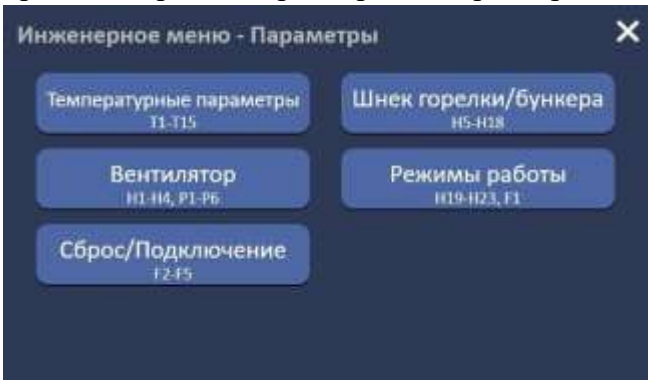 Инженерное меню - Параметры
Температурные параметры
T1-T15
Шнек горелки/бункера
H5-H18
Вентилятор
H1-H4, P1-P6
Режимы работы
H19-H23, F1
Сброс/Подключение
F2-F5